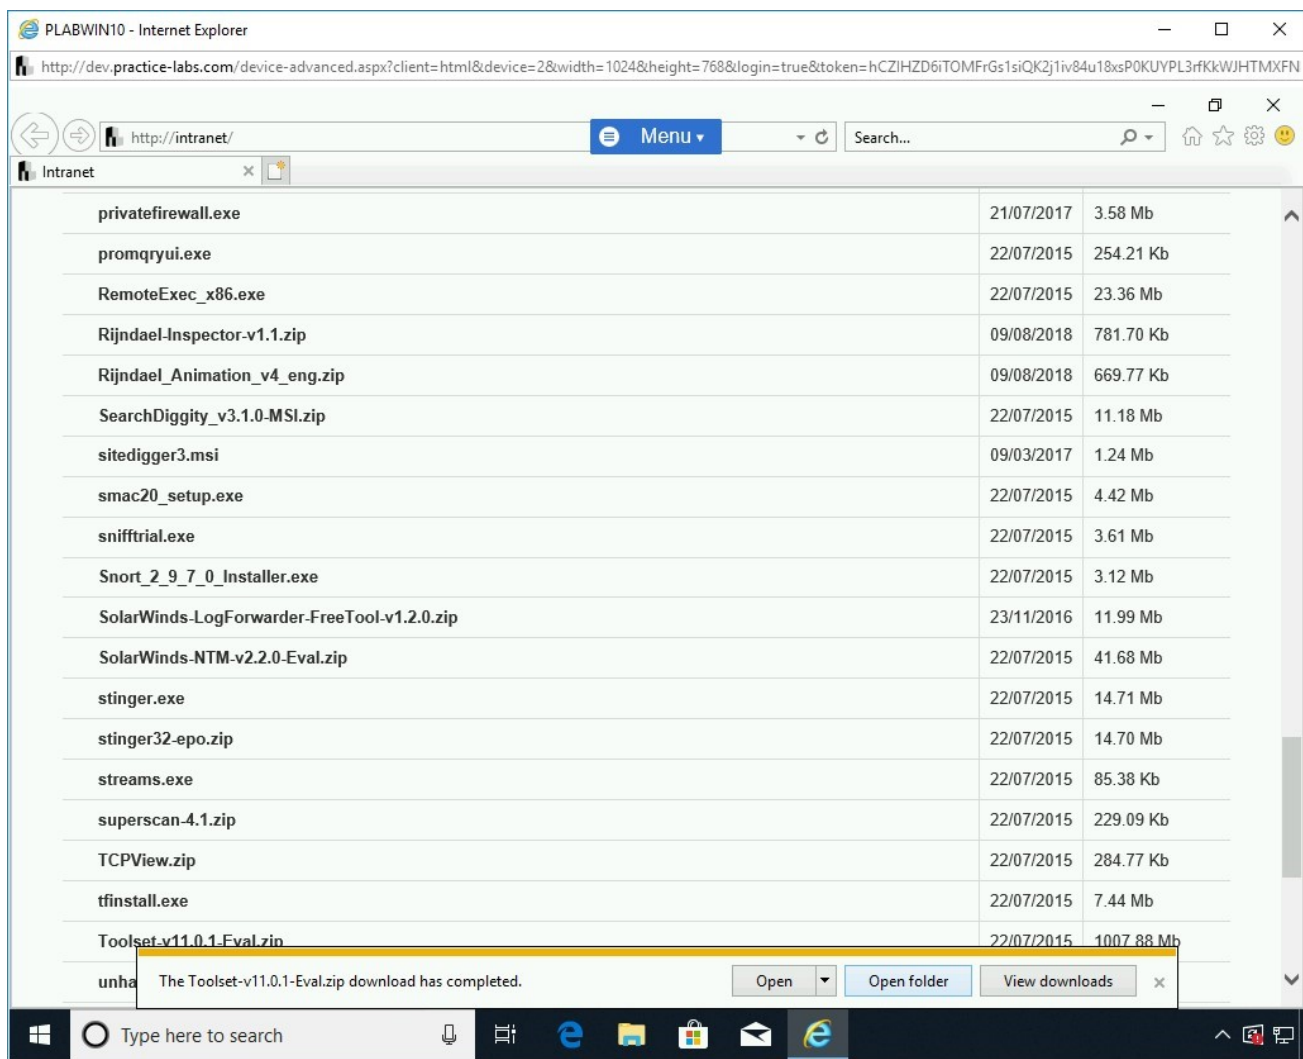 PLABWIN10 - Internet Explorer
http://dev.practice-labs.com/device-advanced.aspx?client=html&device=2&width=1024&height=768&login=true&token=hCZIHZD6iTOMFrGs1siQK2j1iv84u18xsP0KUYPL3rfKkWJHTMXFN
http://intranet/ Menu Search...
Intranet
privatefirewall.exe 21/07/2017 3.58 Mb
promqryui.exe 22/07/2015 254.21 Kb
RemoteExec_x86.exe 22/07/2015 23.36 Mb
Rijndael-Inspector-v1.1.zip 09/08/2018 781.70 Kb
Rijndael_Animation_v4_eng.zip 09/08/2018 669.77 Kb
SearchDiggity_v3.1.0-MSI.zip 22/07/2015 11.18 Mb
sitedigger3.msi 09/03/2017 1.24 Mb
smac20_setup.exe 22/07/2015 4.42 Mb
snifftrial.exe 22/07/2015 3.61 Mb
Snort_2_9_7_0_Installer.exe 22/07/2015 3.12 Mb
SolarWinds-LogForwarder-FreeTool-v1.2.0.zip 23/11/2016 11.99 Mb
SolarWinds-NTM-v2.2.0-Eval.zip 22/07/2015 41.68 Mb
stinger.exe 22/07/2015 14.71 Mb
stinger32-epo.zip 22/07/2015 14.70 Mb
streams.exe 22/07/2015 85.38 Kb
superscan-4.1.zip 22/07/2015 229.09 Kb
TCPView.zip 22/07/2015 284.77 Kb
tfinstall.exe 22/07/2015 7.44 Mb
Toolset-v11.0.1-Eval.zip 22/07/2015 1007.88 Mb
unha
The Toolset-v11.0.1-Eval.zip download has completed. Open Open folder View downloads
Type here to search